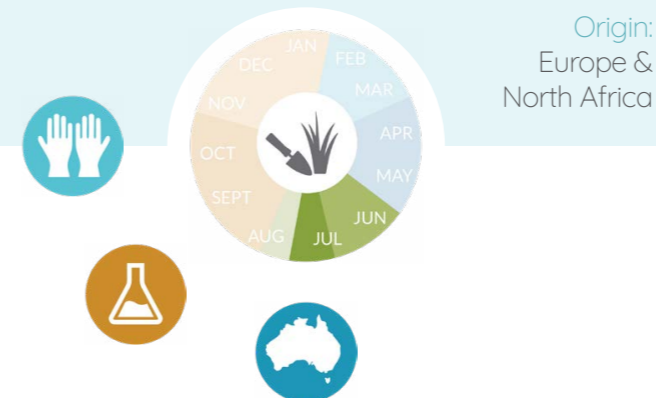 Origin:
Europe &
North Africa
JAN
FEB
MAR
APR
MAY
JUN
JUL
AUG
SEPT
OCT
NOV
DEC